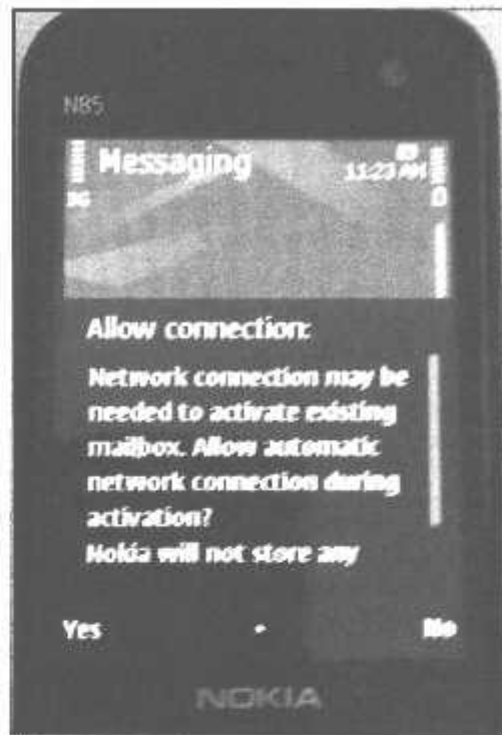 N85
Messaging
11:23 AM
3G
Allow connection:
Network connection may be
needed to activate existing
mailbox. Allow automatic
network connection during
activation?
Nokia will not store any
Yes
No
NOKIA